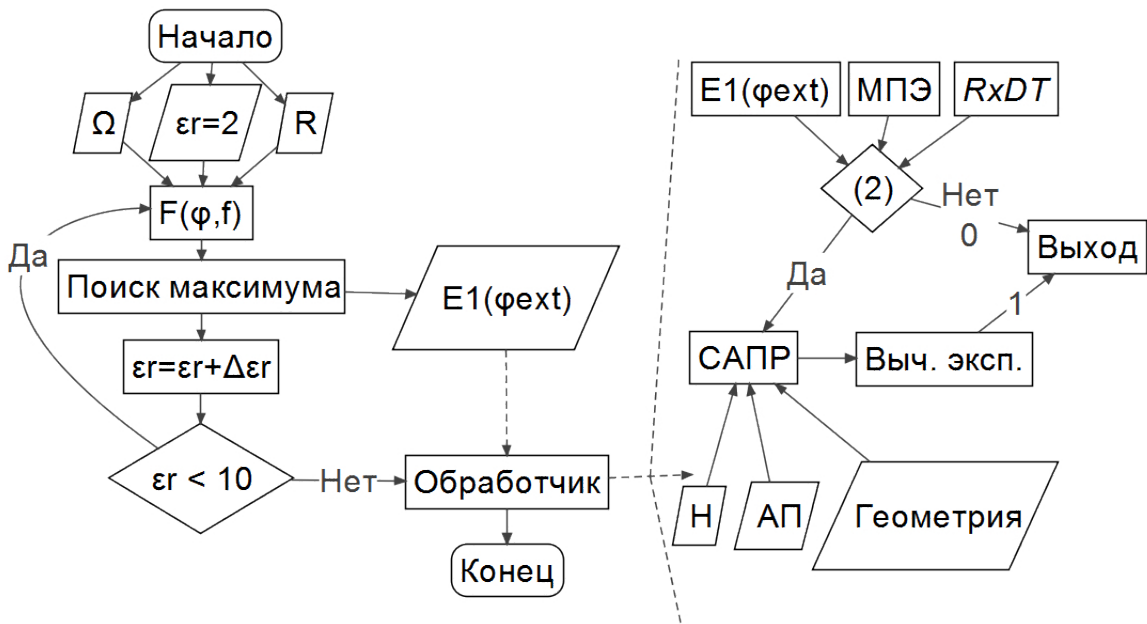 Начало
Ω
εr=2
R
F(φ,f)
Да
Поиск максимума
E1(φext)
εr=εr+Δεr
εr < 10
Нет
Обработчик
Конец
E1(φext)
МПЭ
RxDT
(2)
Нет
0
Выход
Да
1
САПР
Выч. эксп.
Н
АП
Геометрия